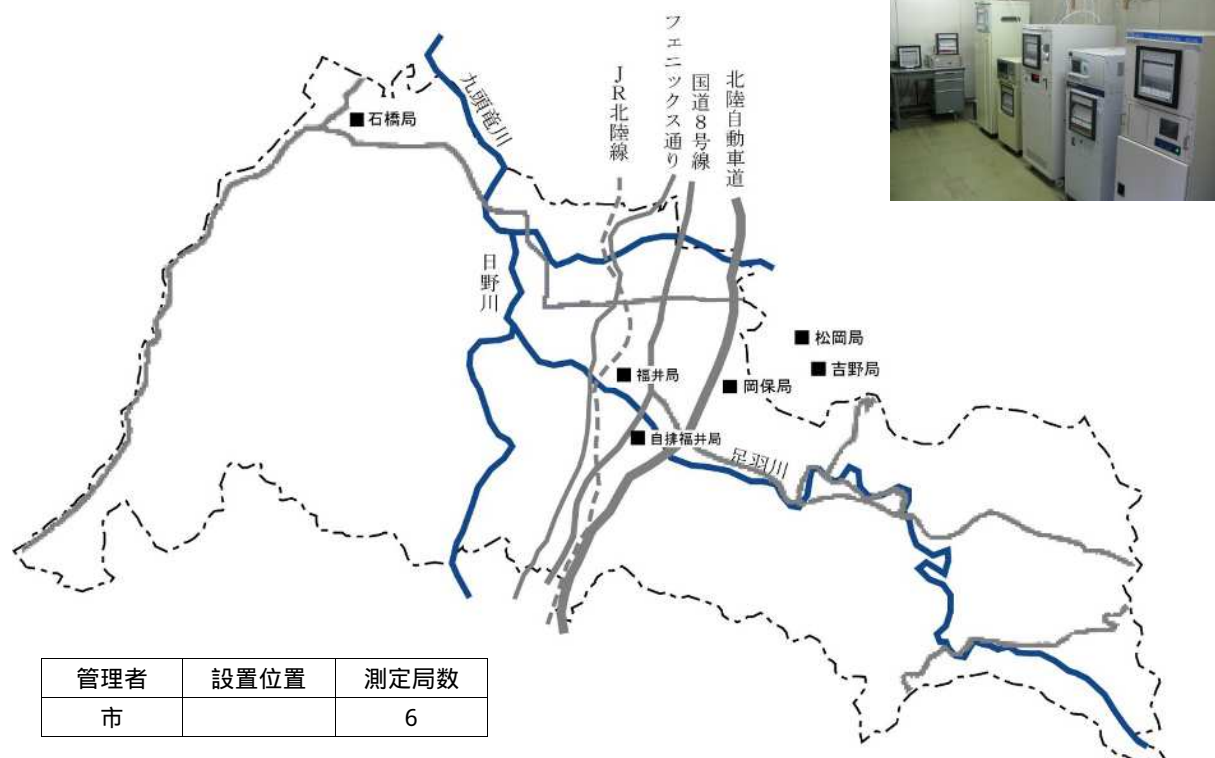 フェニックス通り
国道8号線
北陸自動車道
JR北陸線
九頭竜川
石橋局
日野川
松岡局
吉野局
福井局
岡保局
自排福井局
足羽川
管理者 設置位置 測定局数
市 6